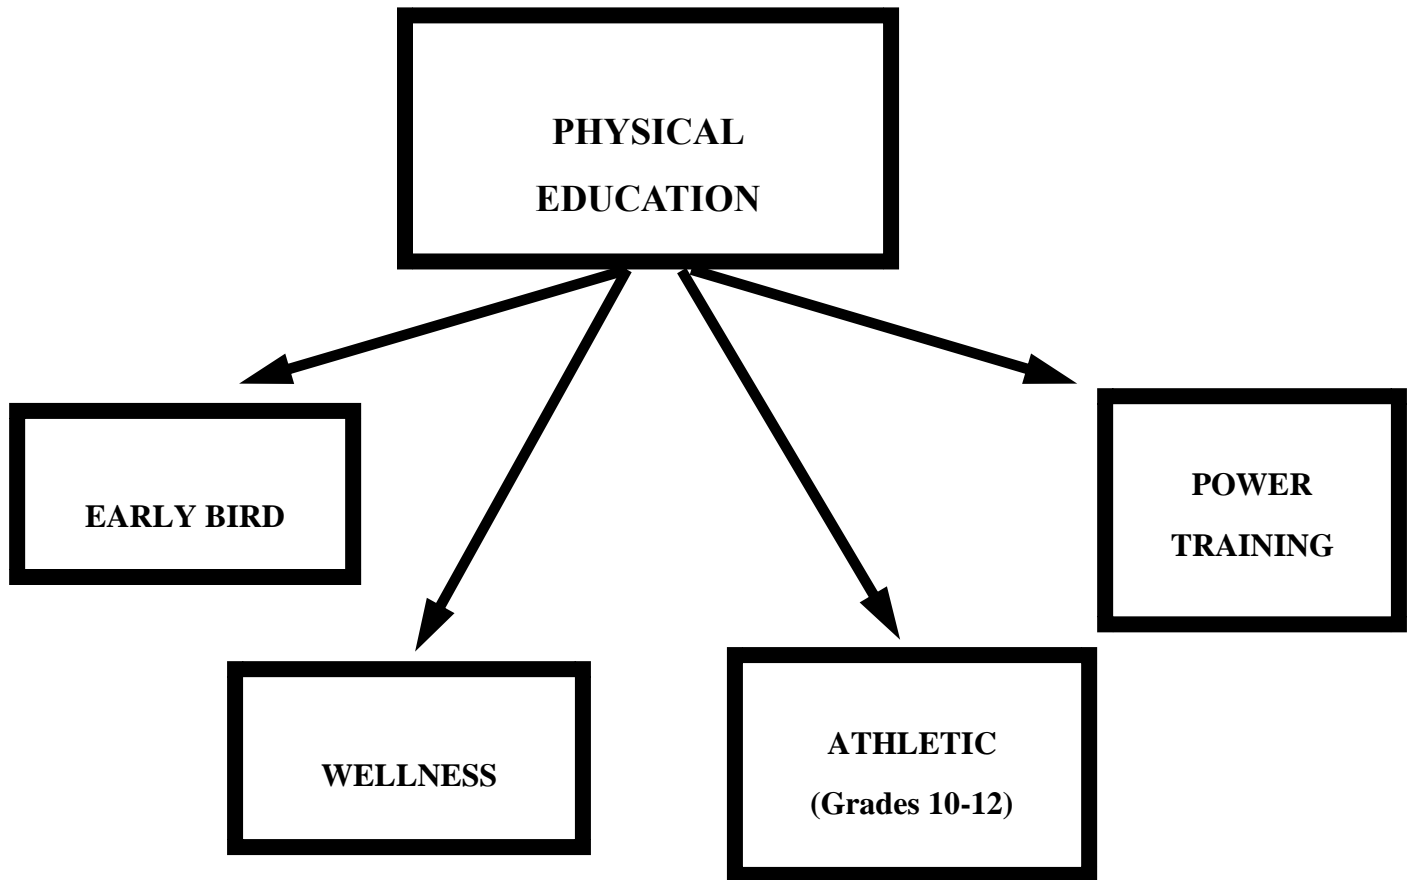 PHYSICAL
EDUCATION
EARLY BIRD
POWER
TRAINING
WELLNESS
ATHLETIC
(Grades 10-12)